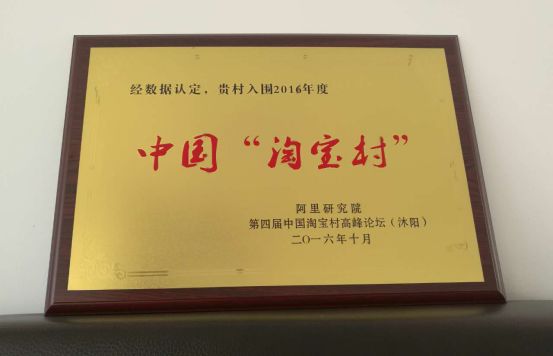 经数据认定，贵村入围2016年度
中国“淘宝村”
阿里研究院
第四届中国淘宝村高峰论坛（沭阳）
二〇一六年十月